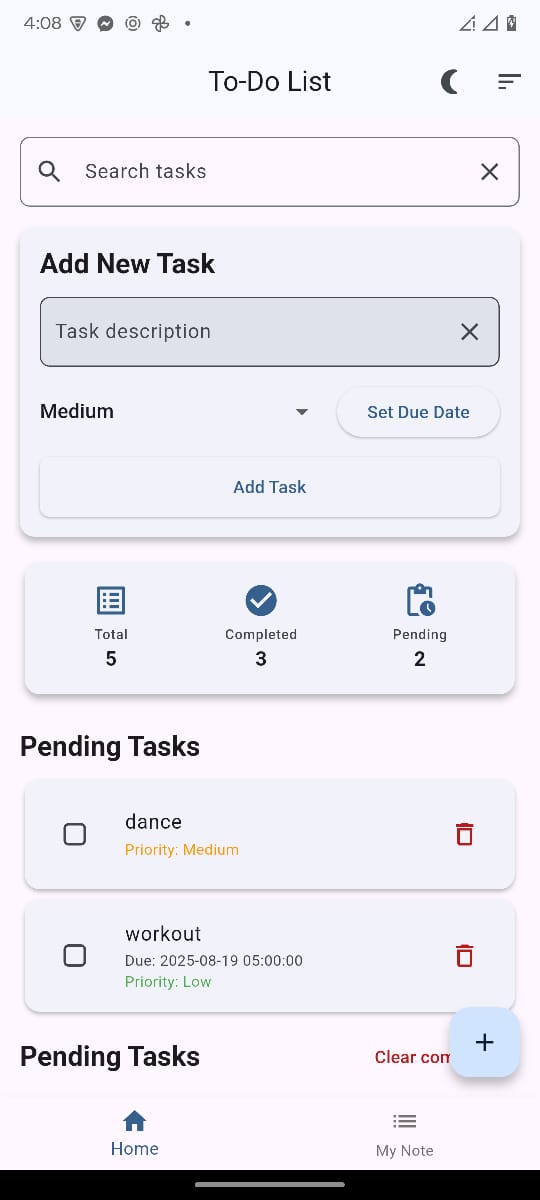 4:08
To-Do List
Search tasks
Add New Task
Task description
Medium
Set Due Date
Add Task
Total
Completed
Pending
5
3
2
Pending Tasks
dance
Priority: Medium
workout
Due: 2025-08-19 05:00:00
Priority: Low
Pending Tasks
Clear com
Home
My Note